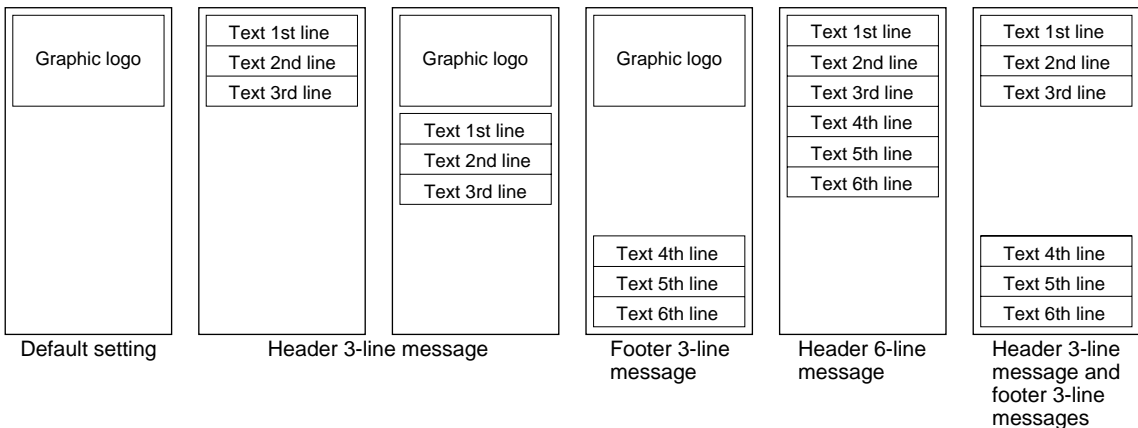 Graphic logo
Default setting
Text 1st line
Text 2nd line
Text 3rd line
Graphic logo
Text 1st line
Text 2nd line
Text 3rd line
Header 3-line message
Graphic logo
Text 4th line
Text 5th line
Text 6th line
Footer 3-line
message
Text 1st line
Text 2nd line
Text 3rd line
Text 4th line
Text 5th line
Text 6th line
Header 6-line
message
Text 1st line
Text 2nd line
Text 3rd line
Text 4th line
Text 5th line
Text 6th line
Header 3-line
message and
footer 3-line
messages